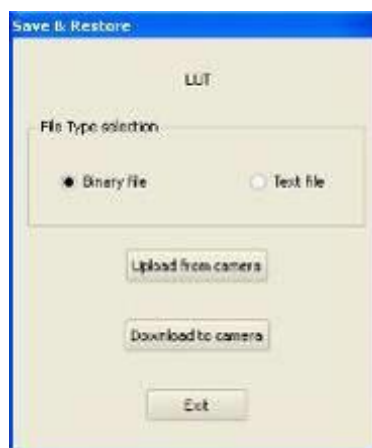 Save & Restore
LUT
File Type selection
Binary file
Text file
Upload from camera
Download to camera
Exit